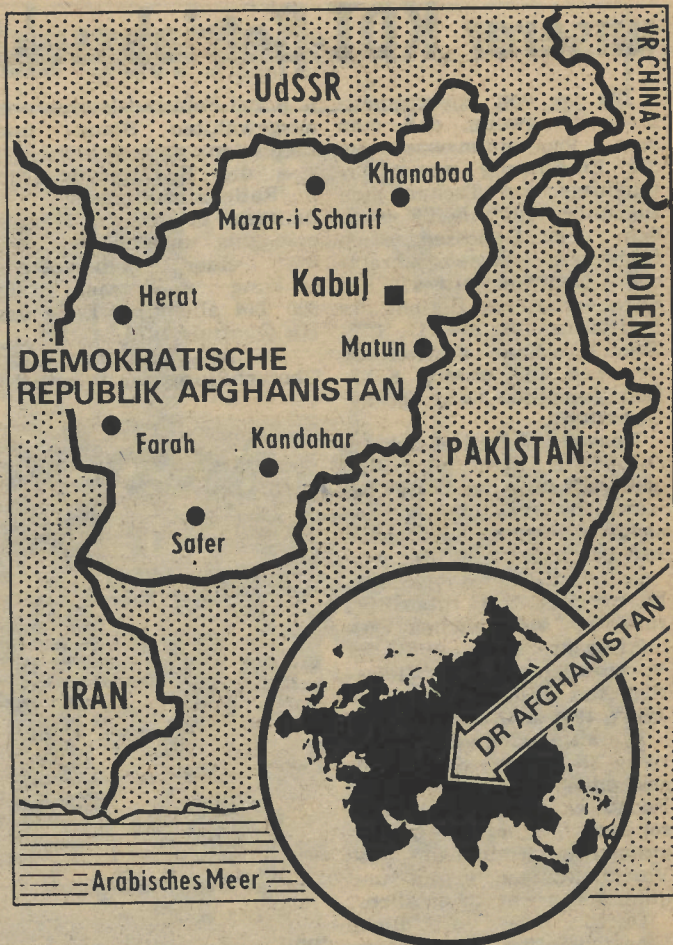 UdSSR
VR CHINA
Khanabad
Mazar-i-Scharif
INDIEN
Kabul
Herat
Matun
DEMOKRATISCHE
REPUBLIK AFGHANISTAN
Farah
Kandahar
PAKISTAN
Safer
DR AFGHANISTAN
IRAN
Arabisches Meer